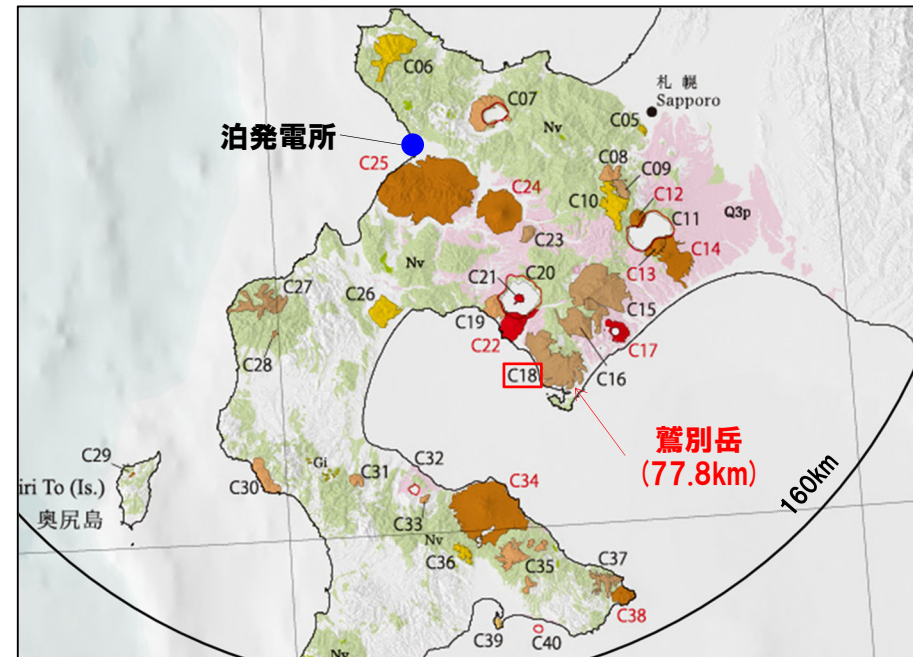 C06
札 幌
Sapporo
C07
Nv
C05
泊発電所
C25
C08
C09
C24
C12
C10
C11
Q3p
C23
C14
C13
Nv
C21
C20
C27
C26
C15
C19
C22
C17
C28
C18
C16
鷲別岳
(77.8km)
C29
C32
Gi
C31
C34
160km
iri To (Is.)
C30
奥尻島
C33
Nv
C36
C35
C37
C38
C39
C40
Nv